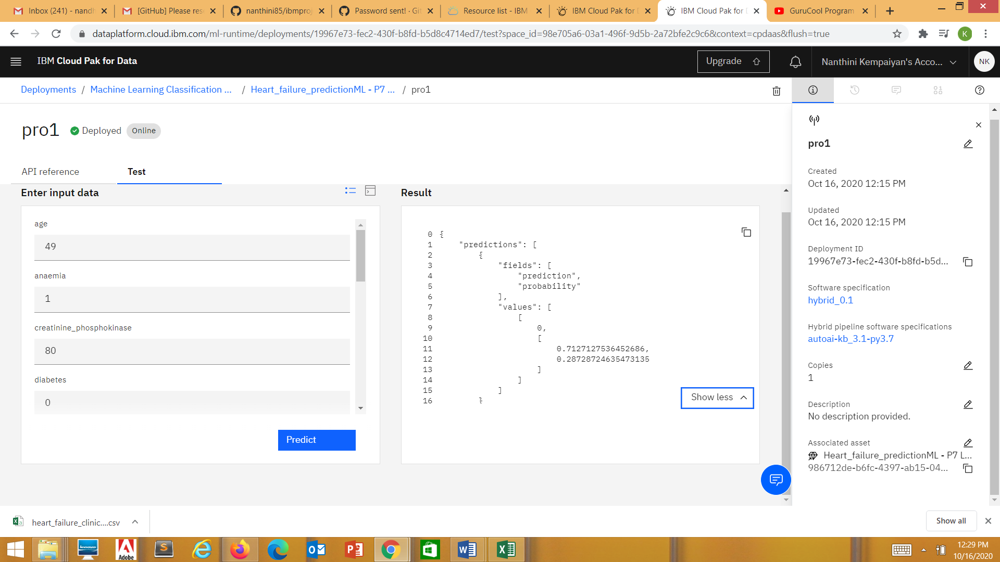 Inbox (241) - nandh
[GitHub] Please rese
nanthini85/ibmproj
Password sent! · Git
Resource list - IBM
IBM Cloud Pak for D
IBM Cloud Pak for D
GuruCool Program
dataplatform.cloud.ibm.com/ml-runtime/deployments/19967e73-fec2-430f-b8fd-b5d8c4714ed7/test?space_id=98e705a6-03a1-496f-9d5b-2a72bfe2c9c6&context=cpdaas&flush=true
K
IBM Cloud Pak for Data
Upgrade
Nanthini Kempaiyan's Acco...
NK
Deployments / Machine Learning Classification ... / Heart_failure_predictionML - P7 ... / pro1
pro1
Deployed
Online
API reference
Test
Enter input data
age
49
anaemia
1
creatinine_phosphokinase
80
diabetes
0
Predict
Result
0 {
1 "predictions": [
2 {
3 "fields": [
4 "prediction",
5 "probability"
6 ],
7 "values": [
8 [
9 0,
10 [
11 0.7127127536452686,
12 0.28728724635473135
13 ]
14 ]
15 ]
16 }
Show less
pro1
Created
Oct 16, 2020 12:15 PM
Updated
Oct 16, 2020 12:15 PM
Deployment ID
19967e73-fec2-430f-b8fd-b5d...
Software specification
hybrid_0.1
Hybrid pipeline software specifications
autoai-kb_3.1-py3.7
Copies
1
Description
No description provided.
Associated asset
Heart_failure_predictionML - P7 L...
986712de-b6fc-4397-ab15-04...
heart_failure_clinic....csv
Show all
lenovo
Adobe
12:29 PM
10/16/2020